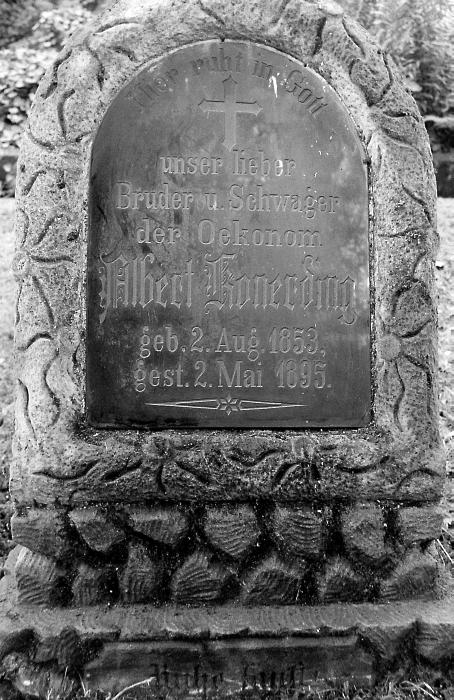 Hier ruht in Gott
unser lieber
Bruder u. Schwager
der Oekonom
Albert Konerding
geb. 2. Aug. 1853,
gest. 2. Mai 1895.
Ruhe sanft